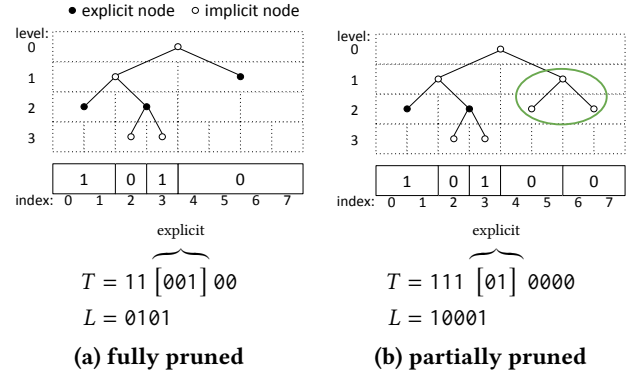 ● explicit node ○ implicit node
level:
0
1
2
3
1 0 1 0
index: 0 1 2 3 4 5 6 7
explicit
T = 11 [001] 00
L = 0101
(a) fully pruned
level:
0
1
2
3
1 0 1 0 0
index: 0 1 2 3 4 5 6 7
explicit
T = 111 [01] 0000
L = 10001
(b) partially pruned